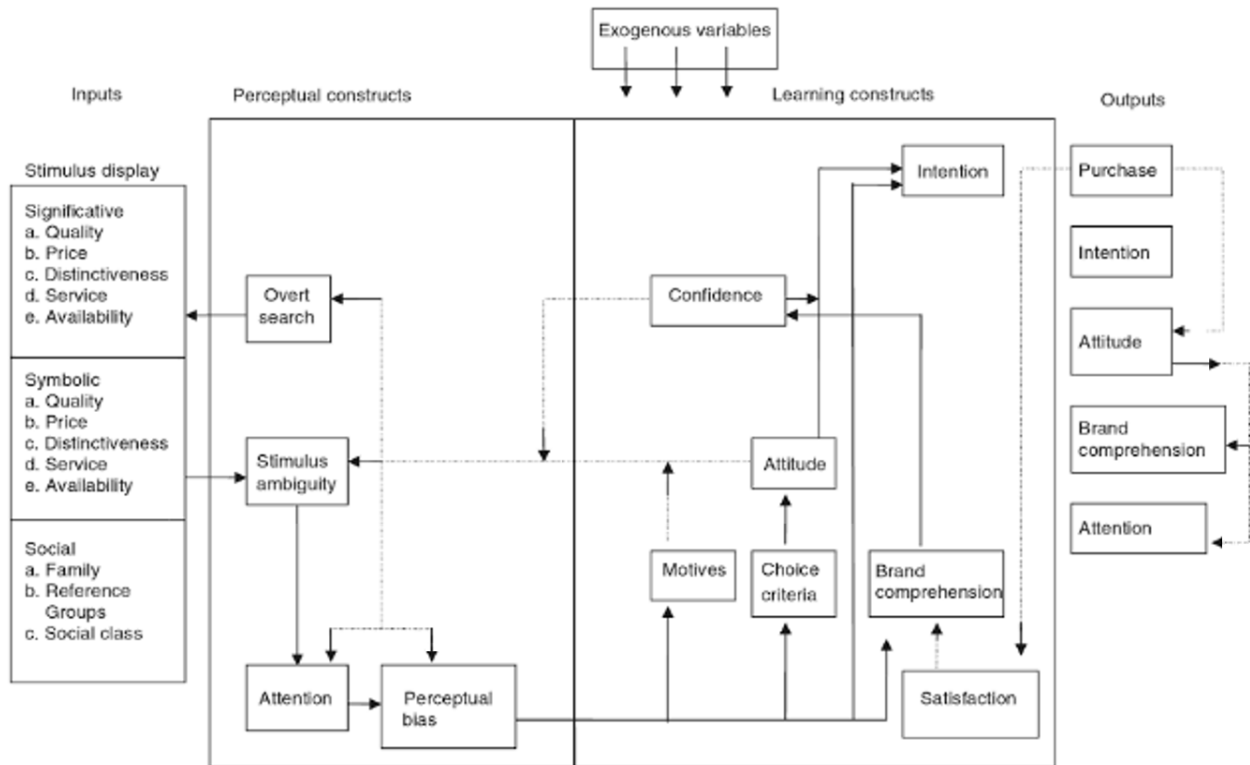 Exogenous variables
Inputs
Perceptual constructs
Learning constructs
Outputs
Stimulus display
Significative
a. Quality
b. Price
c. Distinctiveness
d. Service
e. Availability
Symbolic
a. Quality
b. Price
c. Distinctiveness
d. Service
e. Availability
Social
a. Family
b. Reference
Groups
c. Social class
Overt
search
Stimulus
ambiguity
Attention
Perceptual
bias
Intention
Confidence
Attitude
Motives
Choice
criteria
Brand
comprehension
Satisfaction
Purchase
Intention
Attitude
Brand
comprehension
Attention